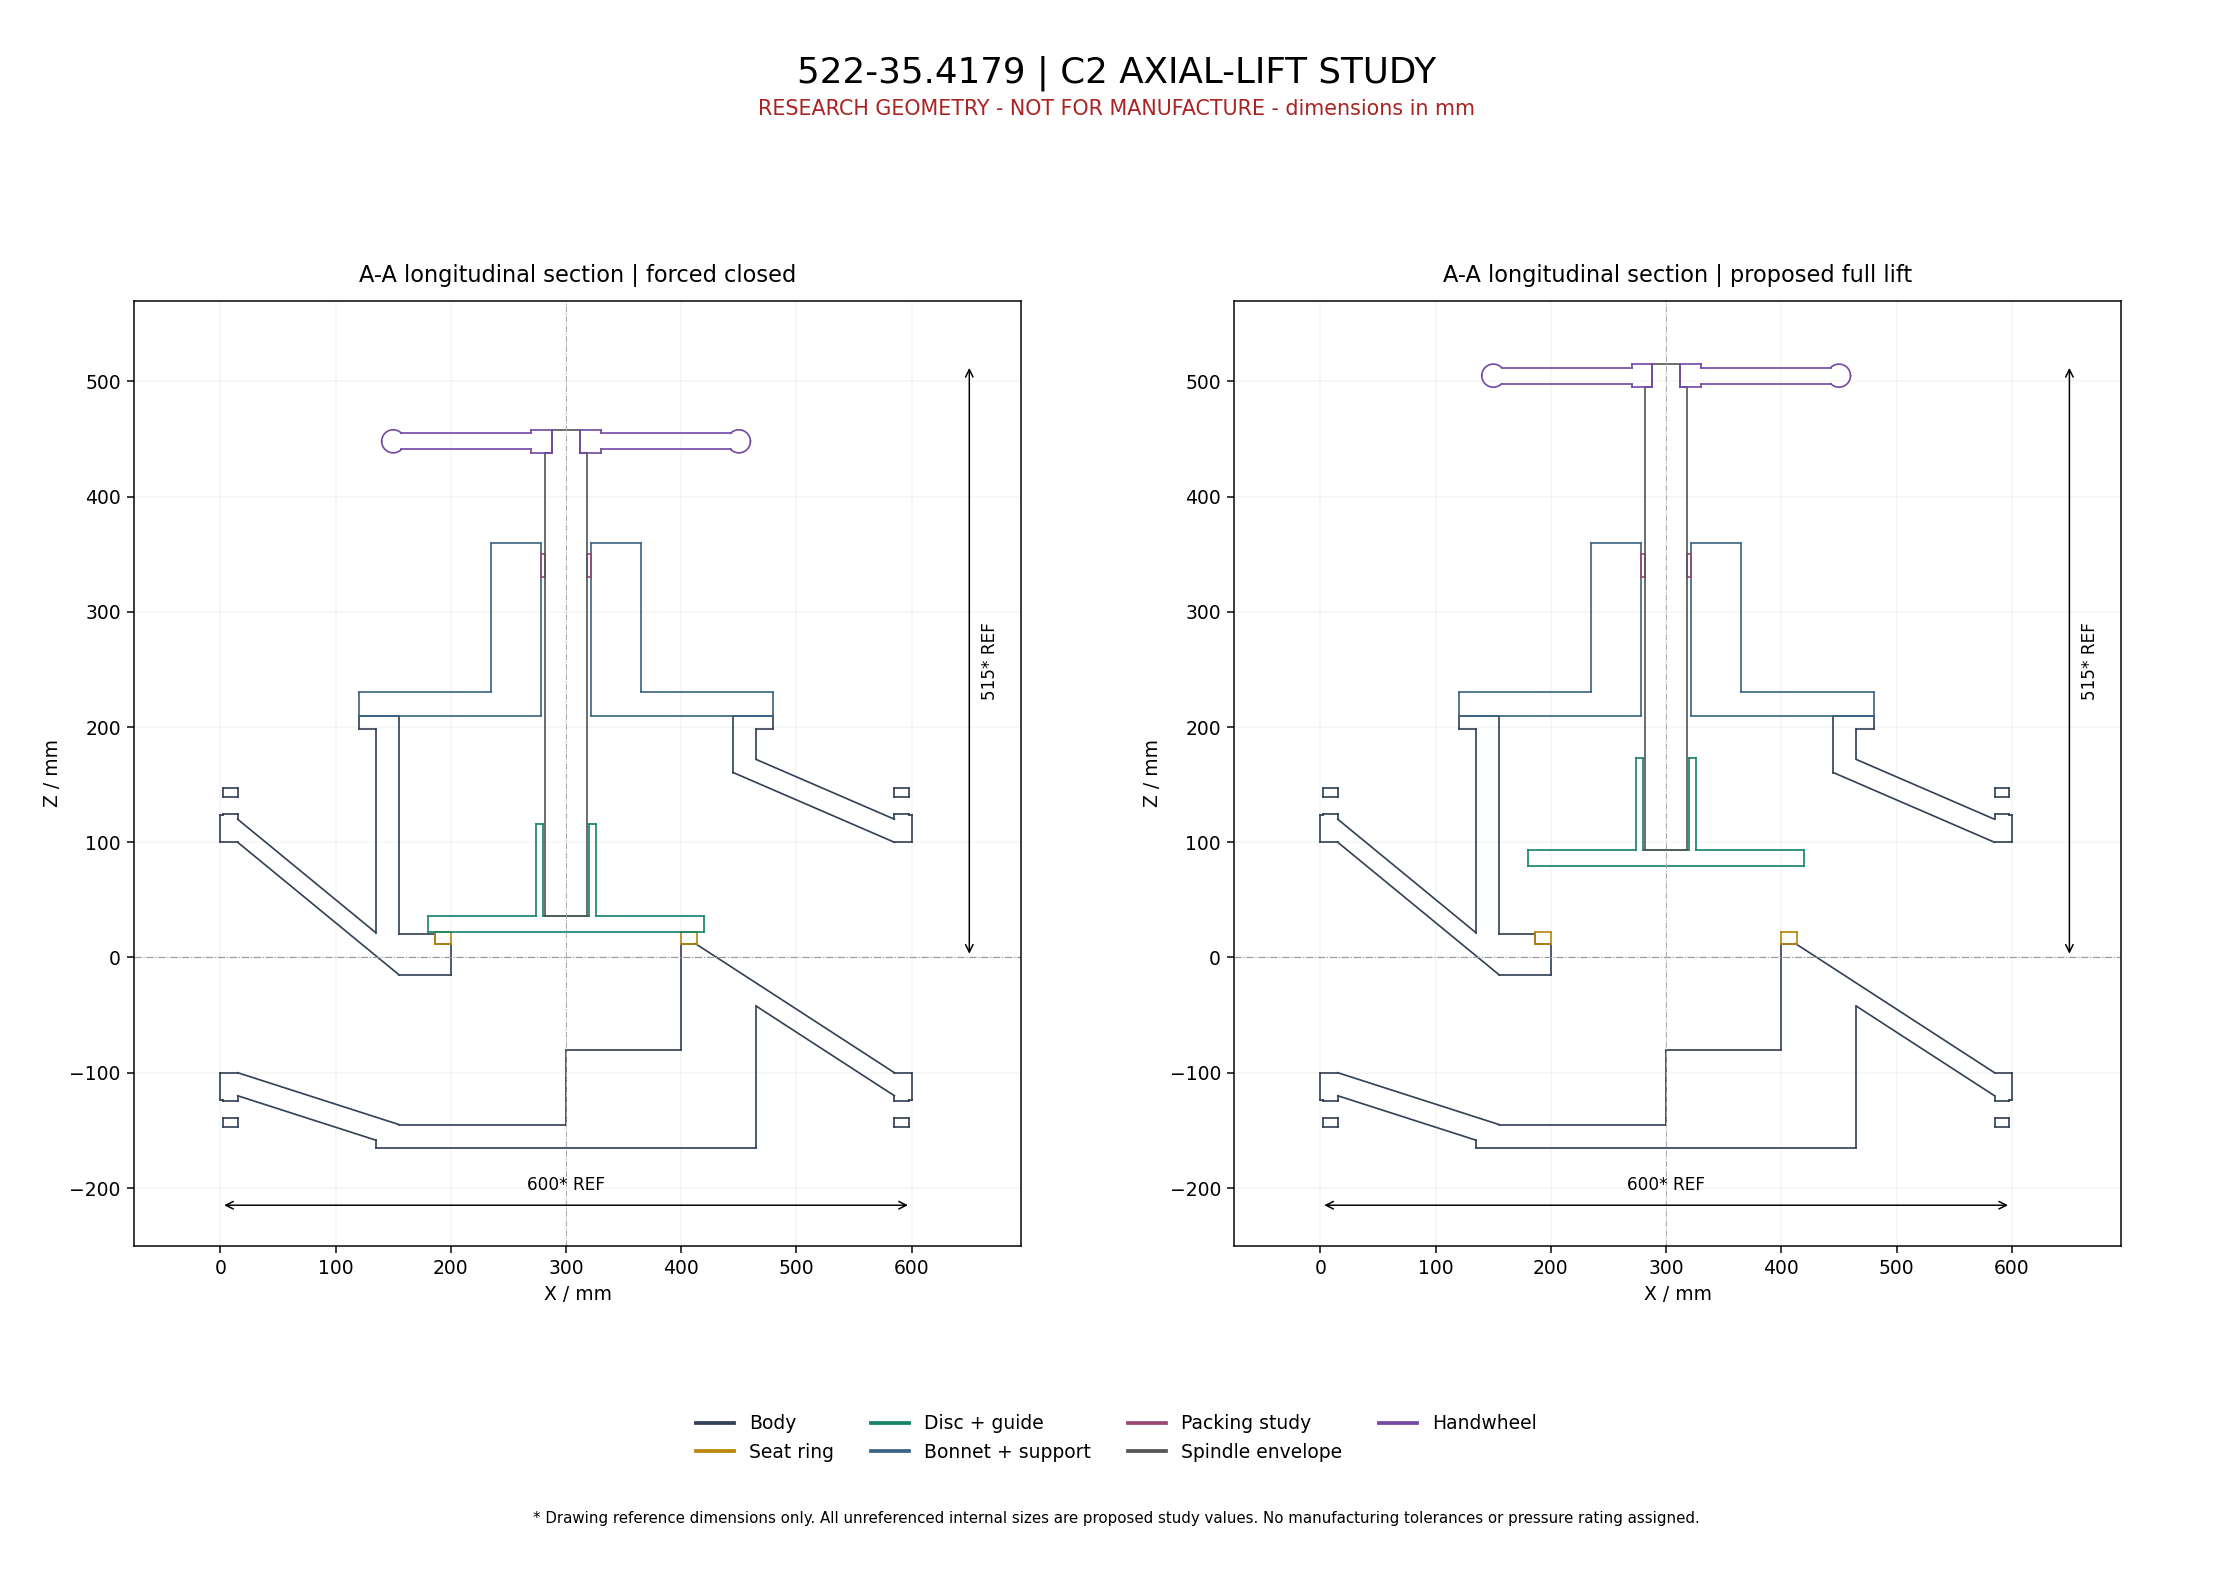 522-35.4179 | C2 AXIAL-LIFT STUDY
RESEARCH GEOMETRY - NOT FOR MANUFACTURE - dimensions in mm
A-A longitudinal section | forced closed
500
400
300
200
100
0
−100
−200
Z / mm
515* REF
600* REF
0 100 200 300 400 500 600
X / mm
A-A longitudinal section | proposed full lift
500
400
300
200
100
0
−100
−200
Z / mm
515* REF
600* REF
0 100 200 300 400 500 600
X / mm
Body Disc + guide Packing study Handwheel
Seat ring Bonnet + support Spindle envelope
* Drawing reference dimensions only. All unreferenced internal sizes are proposed study values. No manufacturing tolerances or pressure rating assigned.